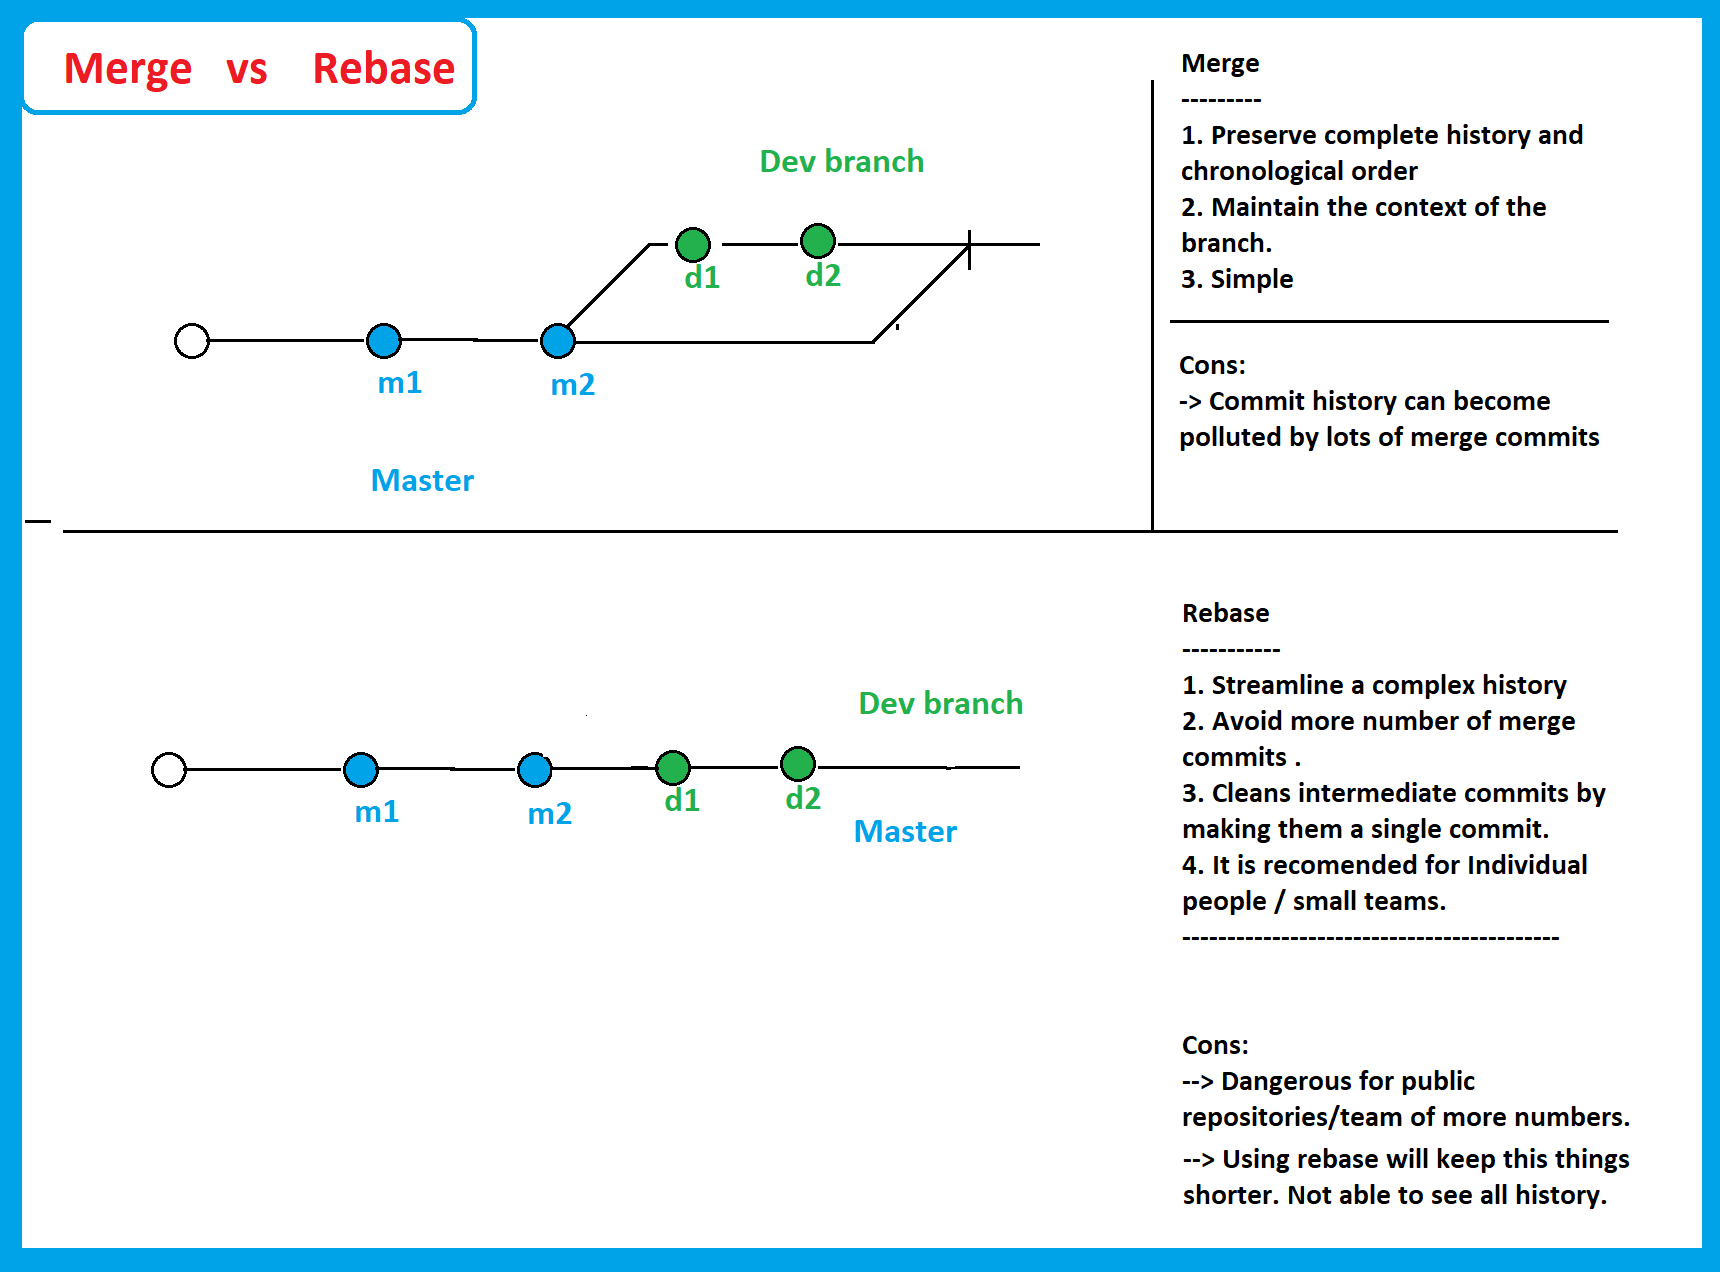 Merge vs Rebase
Dev branch
d1
d2
m1
m2
Master
Merge
---------
1. Preserve complete history and
chronological order
2. Maintain the context of the
branch.
3. Simple
Cons:
-> Commit history can become
polluted by lots of merge commits
Dev branch
m1
m2
d1
d2
Master
Rebase
-----------
1. Streamline a complex history
2. Avoid more number of merge
commits .
3. Cleans intermediate commits by
making them a single commit.
4. It is recomended for Individual
people / small teams.
------------------------------------------
Cons:
--> Dangerous for public
repositories/team of more numbers.
--> Using rebase will keep this things
shorter. Not able to see all history.